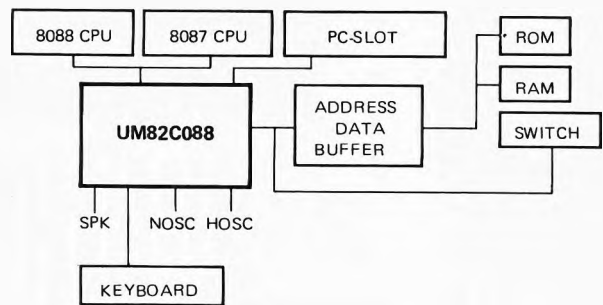 8088 CPU
8087 CPU
PC-SLOT
ROM
RAM
SWITCH
UM82C088
ADDRESS
DATA
BUFFER
SPK
NOSC
HOSC
KEYBOARD